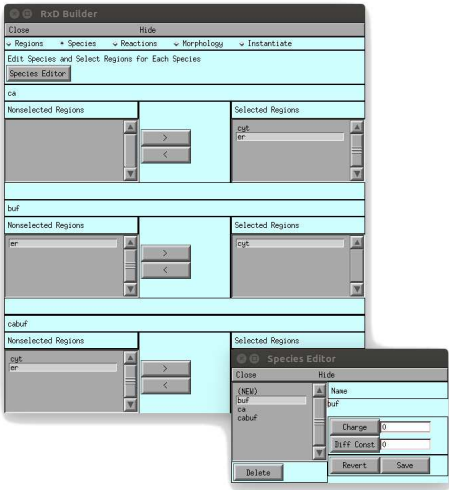 RxD Builder
Close Hide
Regions Species Reactions Morphology Instantiate
Edit Species and Select Regions for Each Species
Species Editor
ca
Nonselected Regions Selected Regions
cyt
> er
<
buf
Nonselected Regions Selected Regions
er cyt
>
<
cabuf
Nonselected Regions Selected Regions
cyt
er >
<
Species Editor
Close Hide
(NEW) Name
buf buf
ca
cabuf Charge 0
Diff Const 0
Revert Save
Delete